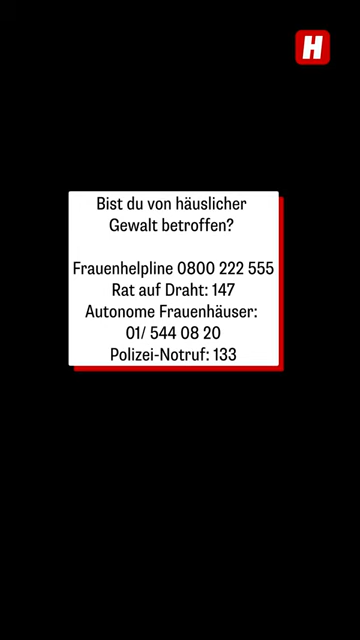 H
Bist du von häuslicher
Gewalt betroffen?
Frauenhelpline 0800 222 555
Rat auf Draht: 147
Autonome Frauenhäuser:
01/ 544 08 20
Polizei-Notruf: 133